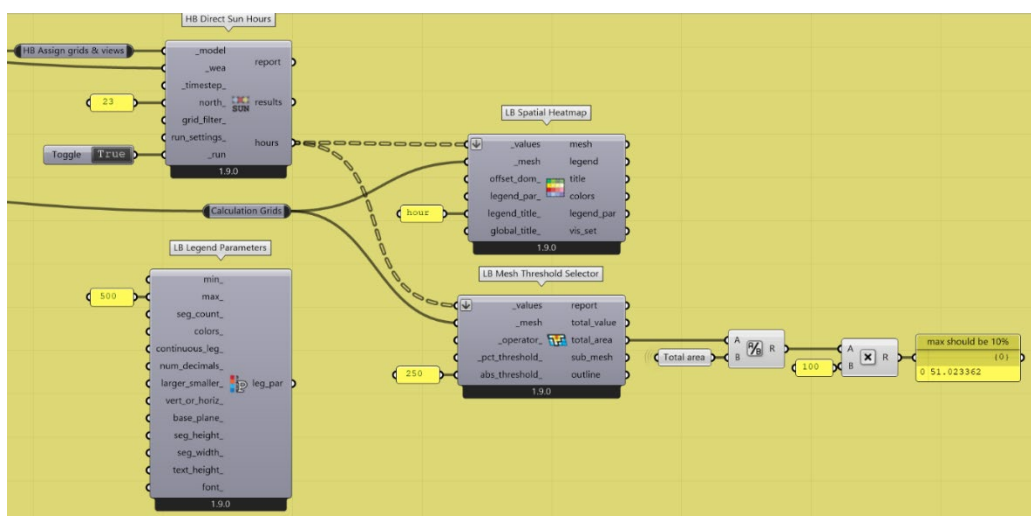 HB Direct Sun Hours
HB Assign grids & views
_model
_wea
_timestep_
north_
grid_filter_
run_settings_
_run
report
results
hours
SUN
1.9.0
23
Toggle True
Calculation Grids
LB Spatial Heatmap
_values
_mesh
offset_dom_
legend_par_
legend_title_
global_title_
mesh
legend
title
colors
legend_par
vis_set
1.9.0
hour
LB Legend Parameters
min_
max_
seg_count_
colors_
continuous_leg_
num_decimals_
larger_smaller_
vert_or_horiz_
base_plane_
seg_height_
seg_width_
text_height_
font_
leg_par
1.9.0
500
LB Mesh Threshold Selector
_values
_mesh
_operator_
_pct_threshold_
abs_threshold_
report
total_value
total_area
sub_mesh
outline
1.9.0
250
Total area
A
B
A/B
R
100
A
B
R
max should be 10%
{0}
0 51.023362